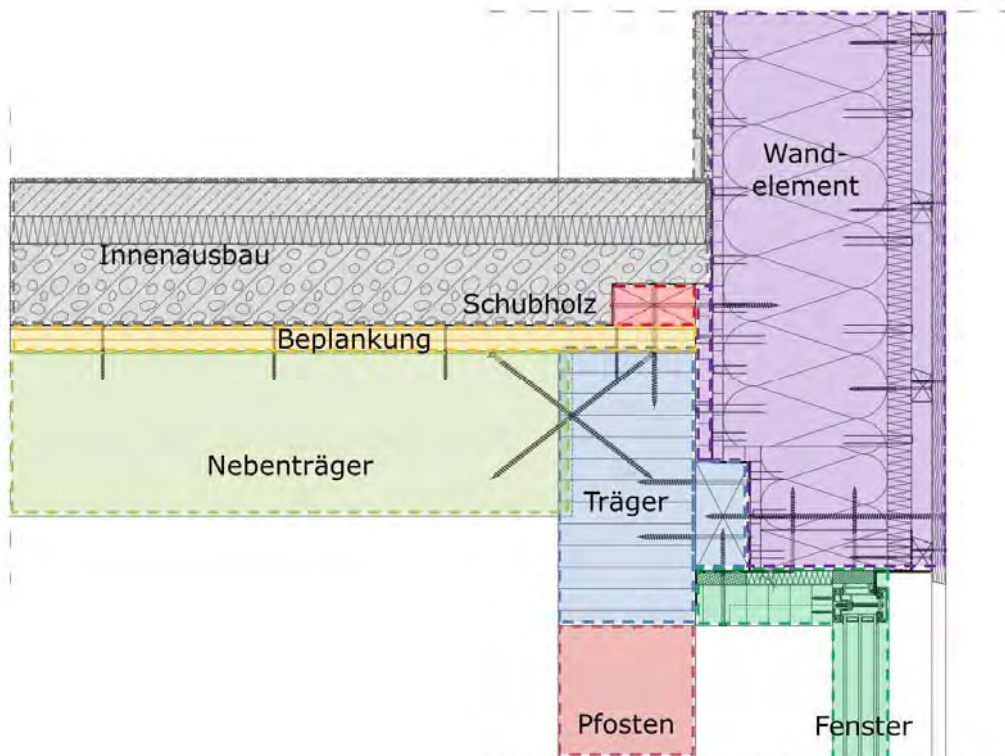 Wand-
element
Innenausbau
Schubholz
Beplankung
Nebenträger
Träger
Pfosten
Fenster